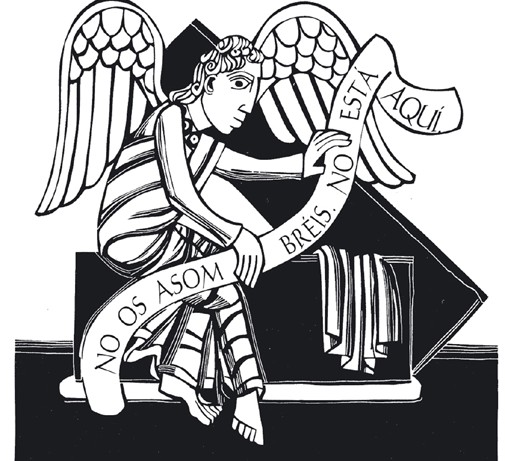 NO OS ASOM
BRÉIS. NO ESTÁ
AQUÍ.